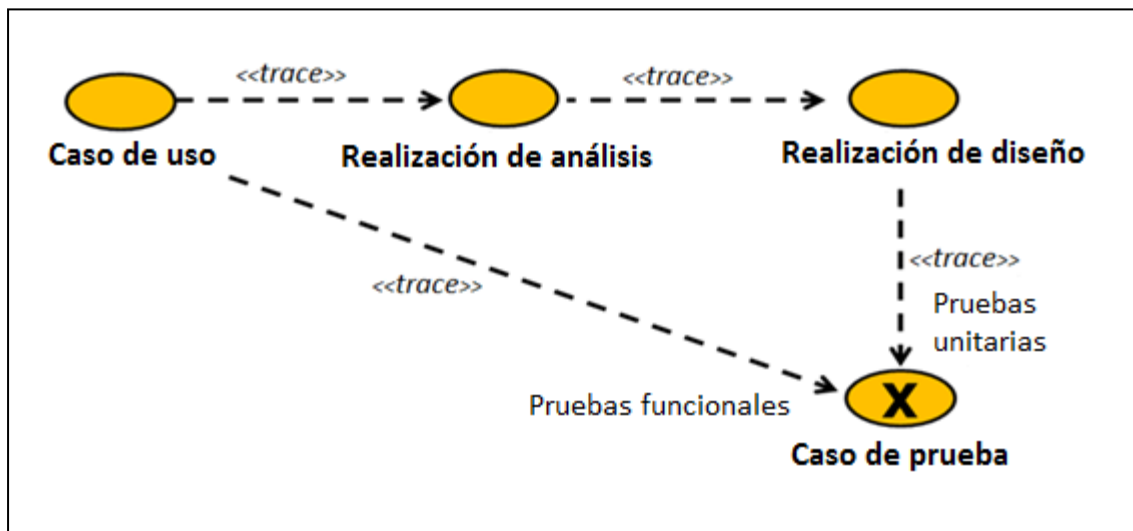 <<trace>>
<<trace>>
Caso de uso
Realización de análisis
Realización de diseño
<<trace>>
<<trace>>
Pruebas
unitarias
Pruebas funcionales
X
Caso de prueba